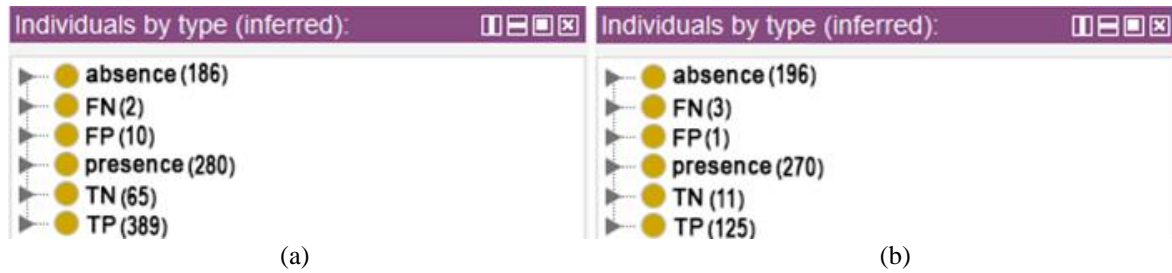 Individuals by type (inferred):
absence (186)
FN (2)
FP (10)
presence (280)
TN (65)
TP (389)
(a)
Individuals by type (inferred):
absence (196)
FN (3)
FP (1)
presence (270)
TN (11)
TP (125)
(b)